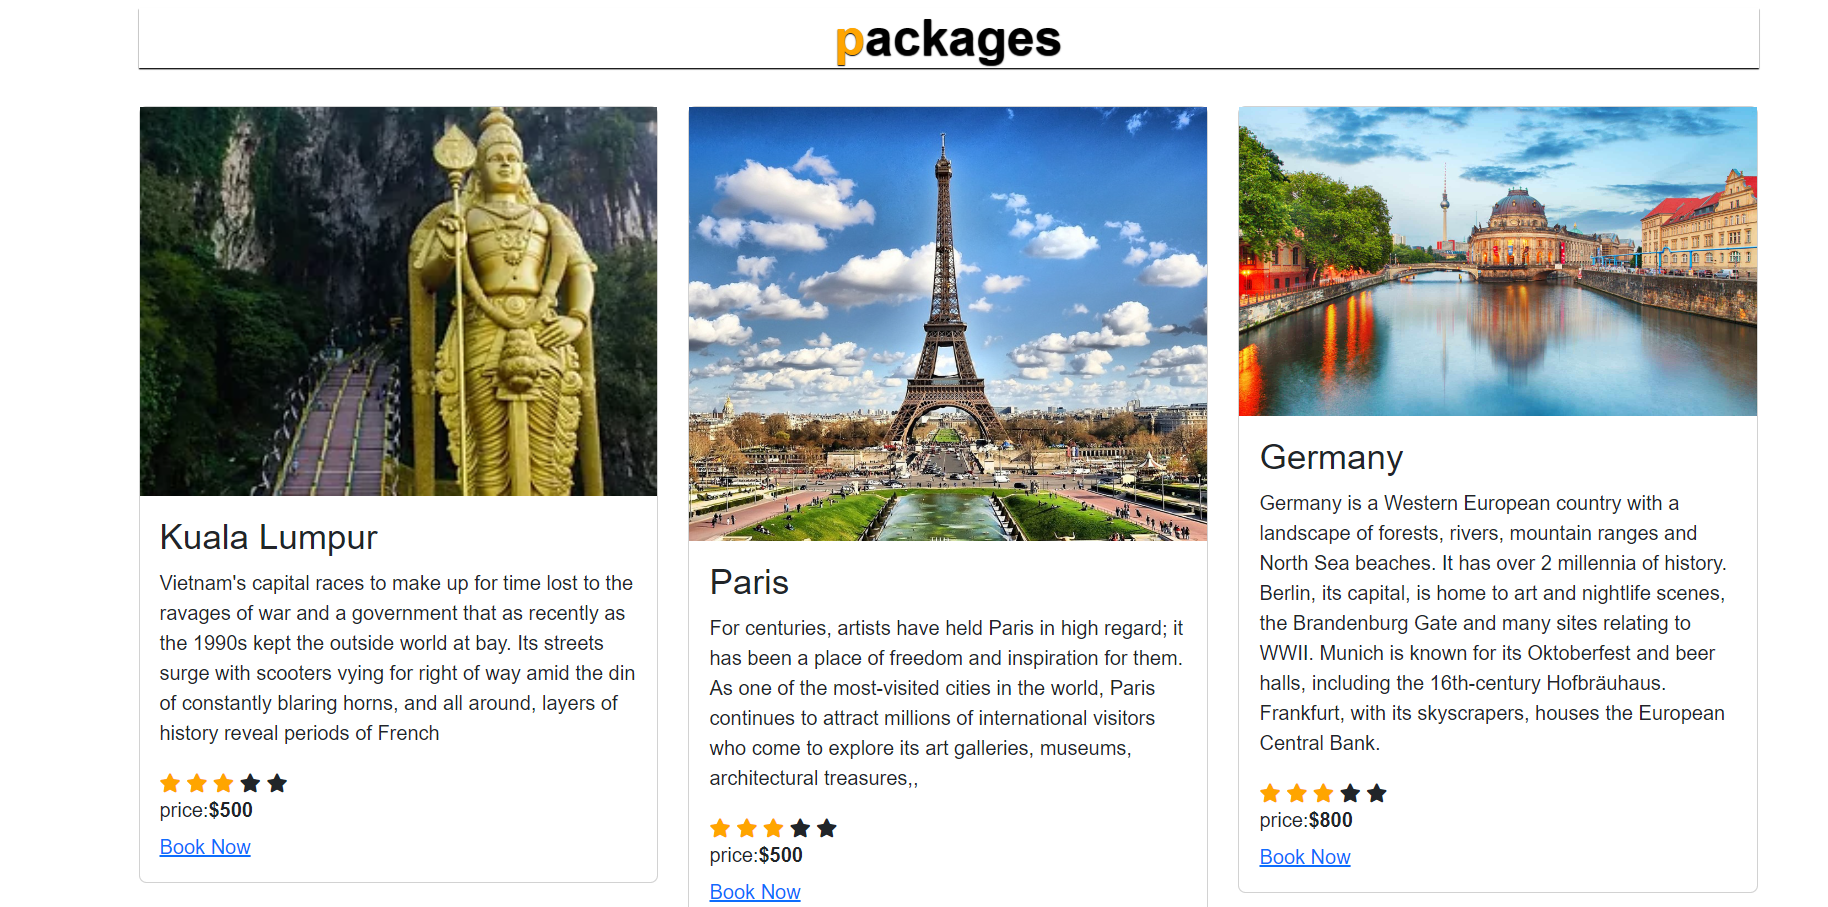 packages
Kuala Lumpur
Vietnam's capital races to make up for time lost to the
ravages of war and a government that as recently as
the 1990s kept the outside world at bay. Its streets
surge with scooters vying for right of way amid the din
of constantly blaring horns, and all around, layers of
history reveal periods of French
price:$500
Book Now
Paris
For centuries, artists have held Paris in high regard; it
has been a place of freedom and inspiration for them.
As one of the most-visited cities in the world, Paris
continues to attract millions of international visitors
who come to explore its art galleries, museums,
architectural treasures,,
price:$500
Book Now
Germany
Germany is a Western European country with a
landscape of forests, rivers, mountain ranges and
North Sea beaches. It has over 2 millennia of history.
Berlin, its capital, is home to art and nightlife scenes,
the Brandenburg Gate and many sites relating to
WWII. Munich is known for its Oktoberfest and beer
halls, including the 16th-century Hofbräuhaus.
Frankfurt, with its skyscrapers, houses the European
Central Bank.
price:$800
Book Now